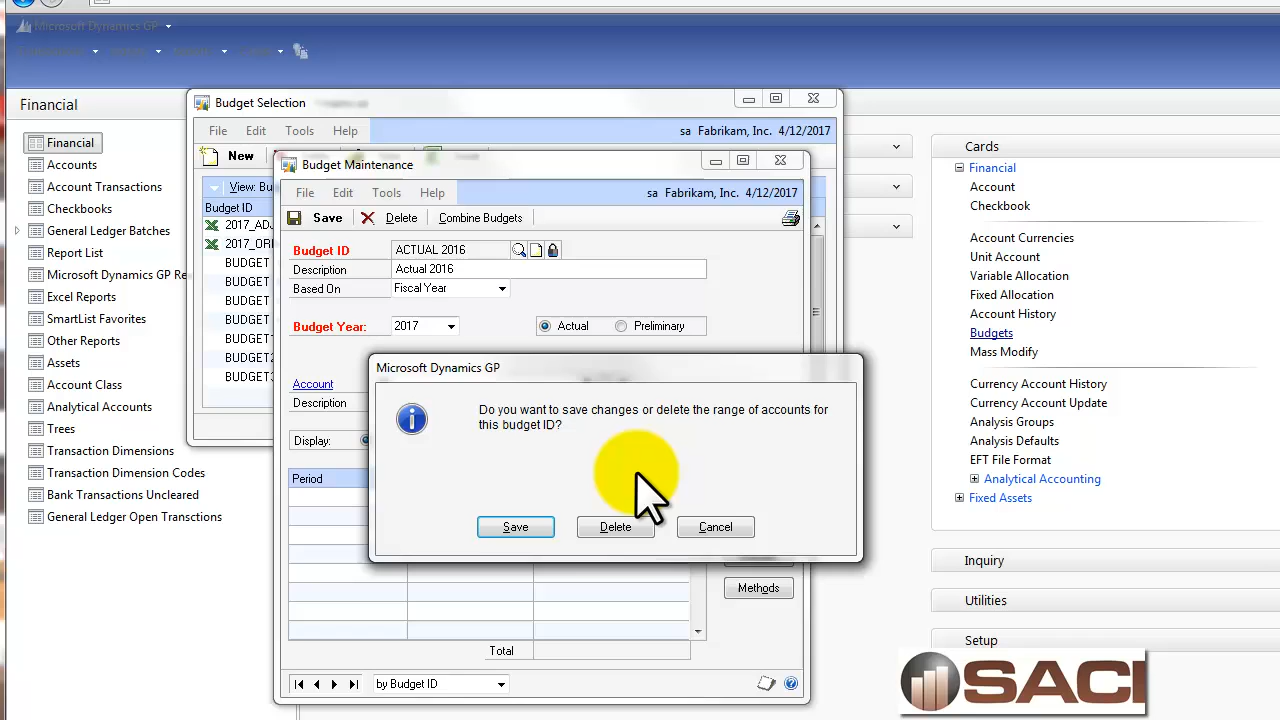 Microsoft Dynamics GP
Financial
Financial
Accounts
Account Transactions
Checkbooks
General Ledger Batches
Report List
Microsoft Dynamics GP Re
Excel Reports
SmartList Favorites
Other Reports
Assets
Account Class
Analytical Accounts
Trees
Transaction Dimensions
Transaction Dimension Codes
Bank Transactions Uncleared
General Ledger Open Transctions
Budget Selection
File Edit Tools Help
sa Fabrikam, Inc. 4/12/2017
New
View: Bu
Budget ID
2017_ADJ
2017_ORI
BUDGET
BUDGET
BUDGET
BUDGET
BUDGET1
BUDGET2
BUDGET3
Budget Maintenance
File Edit Tools Help
sa Fabrikam, Inc. 4/12/2017
Save Delete Combine Budgets
Budget ID ACTUAL 2016
Description Actual 2016
Based On Fiscal Year
Budget Year: 2017 Actual Preliminary
Account
Description
Display:
Period
Methods
Total
by Budget ID
Microsoft Dynamics GP
Do you want to save changes or delete the range of accounts for
this budget ID?
Save Delete Cancel
Cards
Financial
Account
Checkbook
Account Currencies
Unit Account
Variable Allocation
Fixed Allocation
Account History
Budgets
Mass Modify
Currency Account History
Currency Account Update
Analysis Groups
Analysis Defaults
EFT File Format
Analytical Accounting
Fixed Assets
Inquiry
Utilities
Setup
SACI